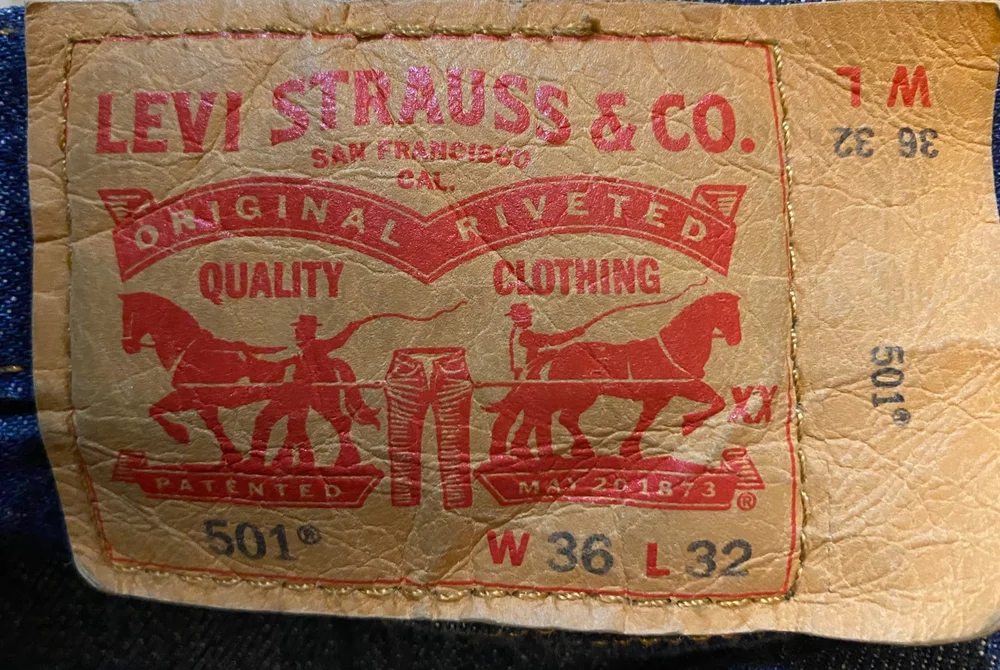 LEVI STRAUSS & CO.
SAN FRANCISCO
CAL.
ORIGINAL RIVETED
QUALITY CLOTHING
XX
PATENTED MAY 20 1873 ®
501® W 36 L 32
W L
36 32
501®